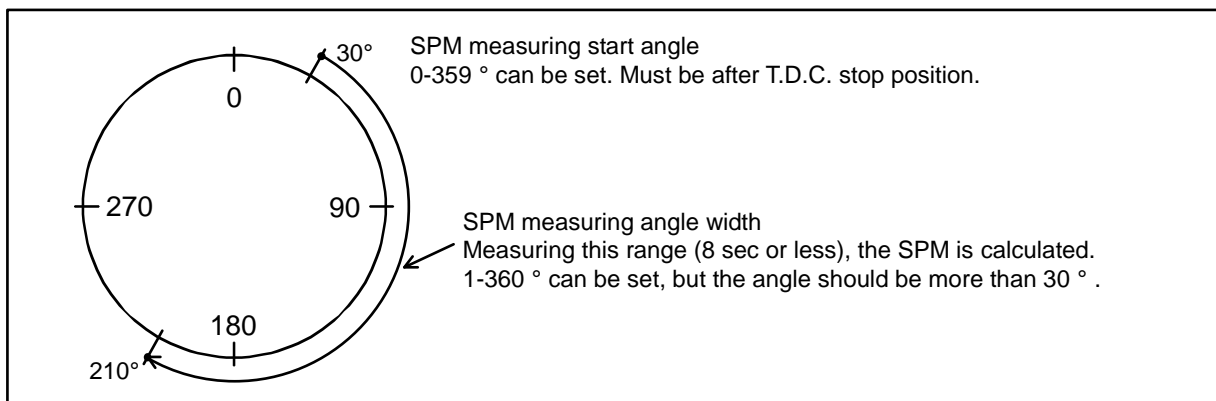 30°
SPM measuring start angle
0-359 ° can be set. Must be after T.D.C. stop position.
0
270
90
SPM measuring angle width
Measuring this range (8 sec or less), the SPM is calculated.
1-360 ° can be set, but the angle should be more than 30 ° .
180
210°